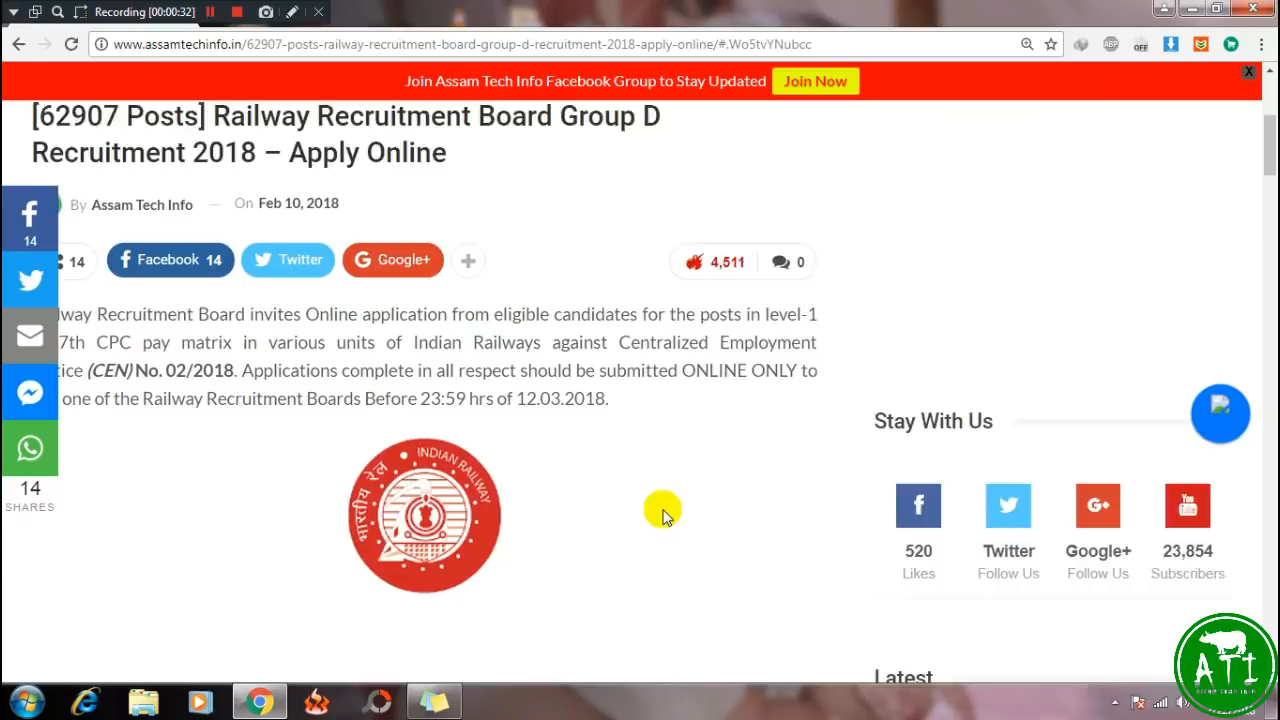 Recording [00:00:32]
www.assamtechinfo.in/62907-posts-railway-recruitment-board-group-d-recruitment-2018-apply-online/#.Wo5tvYNubcc
ABP
OFF
Join Assam Tech Info Facebook Group to Stay Updated Join Now
X
[62907 Posts] Railway Recruitment Board Group D
Recruitment 2018 – Apply Online
By Assam Tech Info — On Feb 10, 2018
14
14
Facebook 14
Twitter
Google+
4,511
0
lway Recruitment Board invites Online application from eligible candidates for the posts in level-1
7th CPC pay matrix in various units of Indian Railways against Centralized Employment
tice (CEN) No. 02/2018. Applications complete in all respect should be submitted ONLINE ONLY to
one of the Railway Recruitment Boards Before 23:59 hrs of 12.03.2018.
14
SHARES
भारतीय रेल
INDIAN RAILWAY
Stay With Us
520
Likes
Twitter
Follow Us
Google+
Follow Us
23,854
Subscribers
Latest
ATI
ASSAM TECH INFO